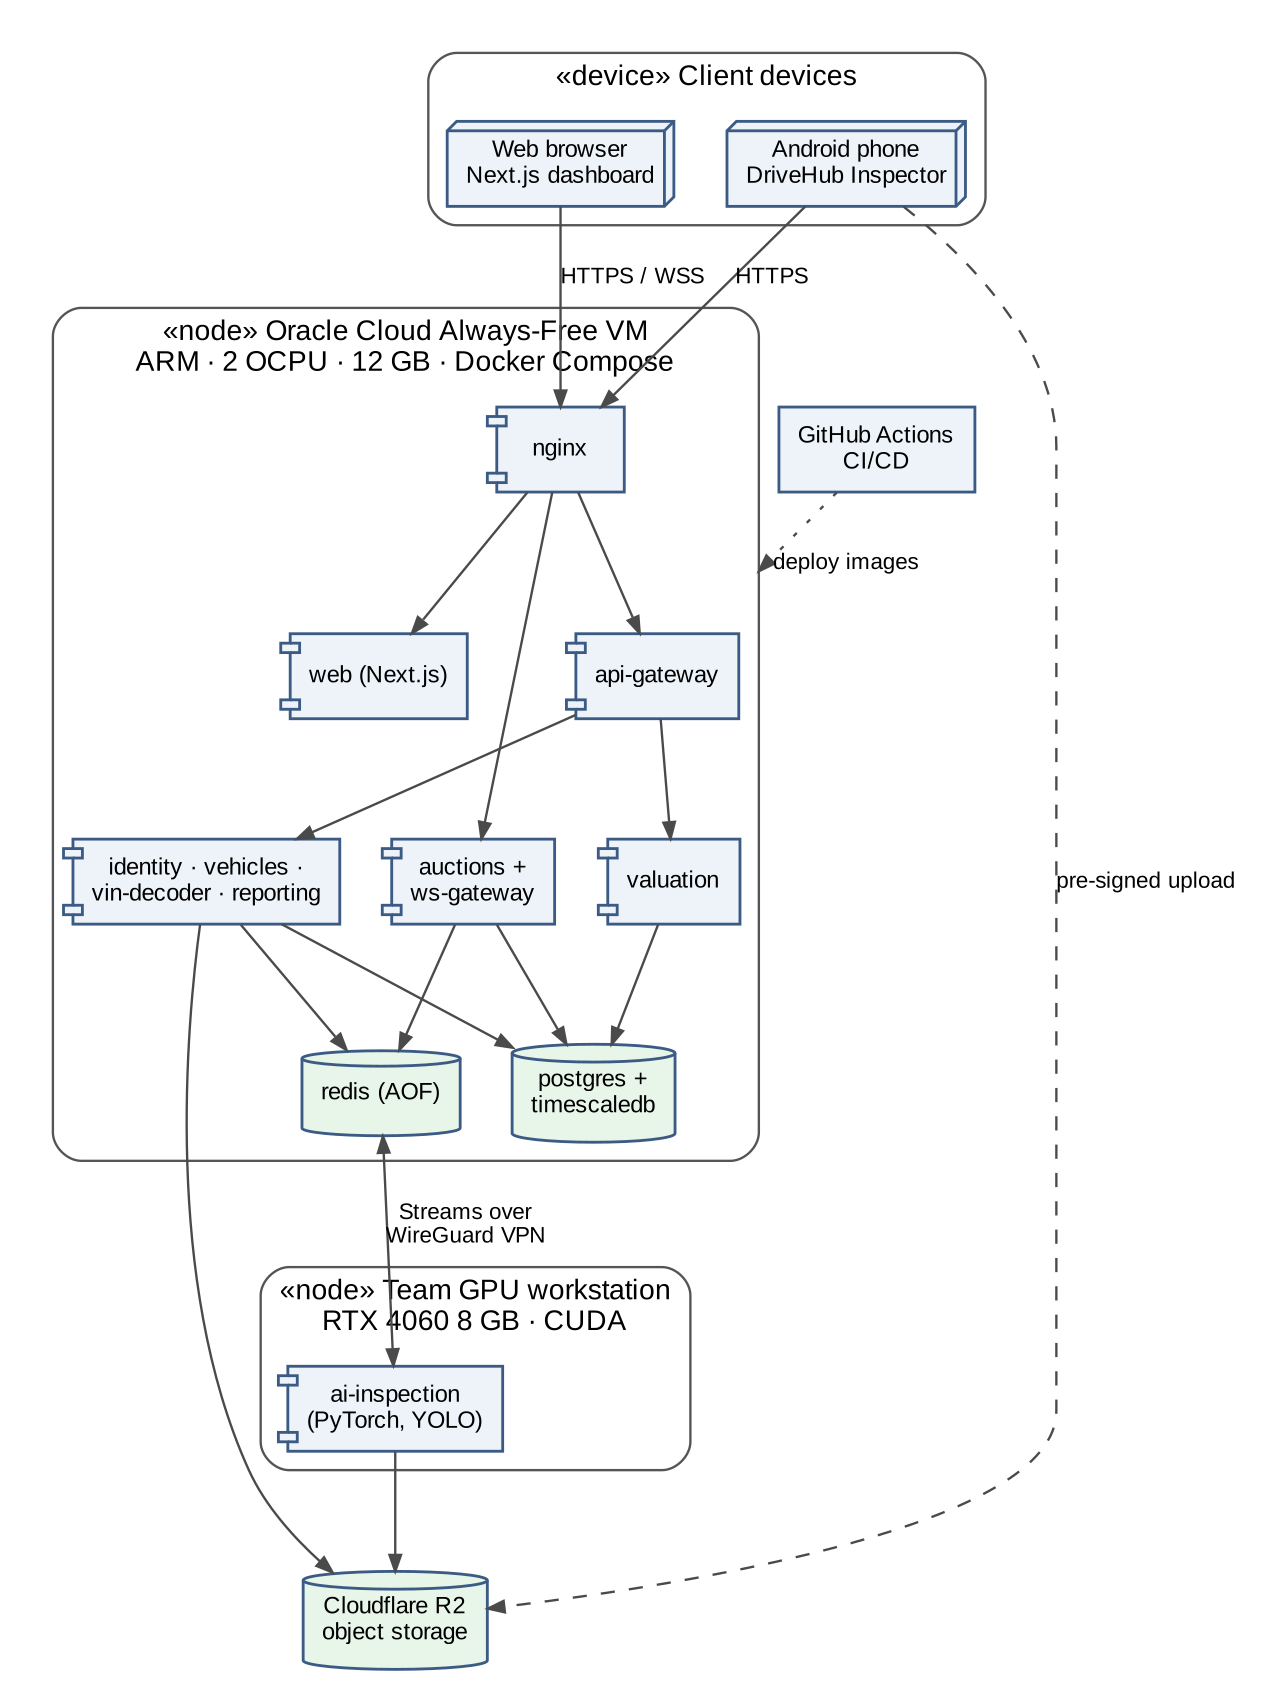 «device» Client devices
Web browser
Next.js dashboard
Android phone
DriveHub Inspector
HTTPS / WSS
HTTPS
«node» Oracle Cloud Always-Free VM
ARM · 2 OCPU · 12 GB · Docker Compose
nginx
GitHub Actions
CI/CD
deploy images
web (Next.js)
api-gateway
identity · vehicles ·
vin-decoder · reporting
auctions +
ws-gateway
valuation
pre-signed upload
redis (AOF)
postgres +
timescaledb
Streams over
WireGuard VPN
«node» Team GPU workstation
RTX 4060 8 GB · CUDA
ai-inspection
(PyTorch, YOLO)
Cloudflare R2
object storage